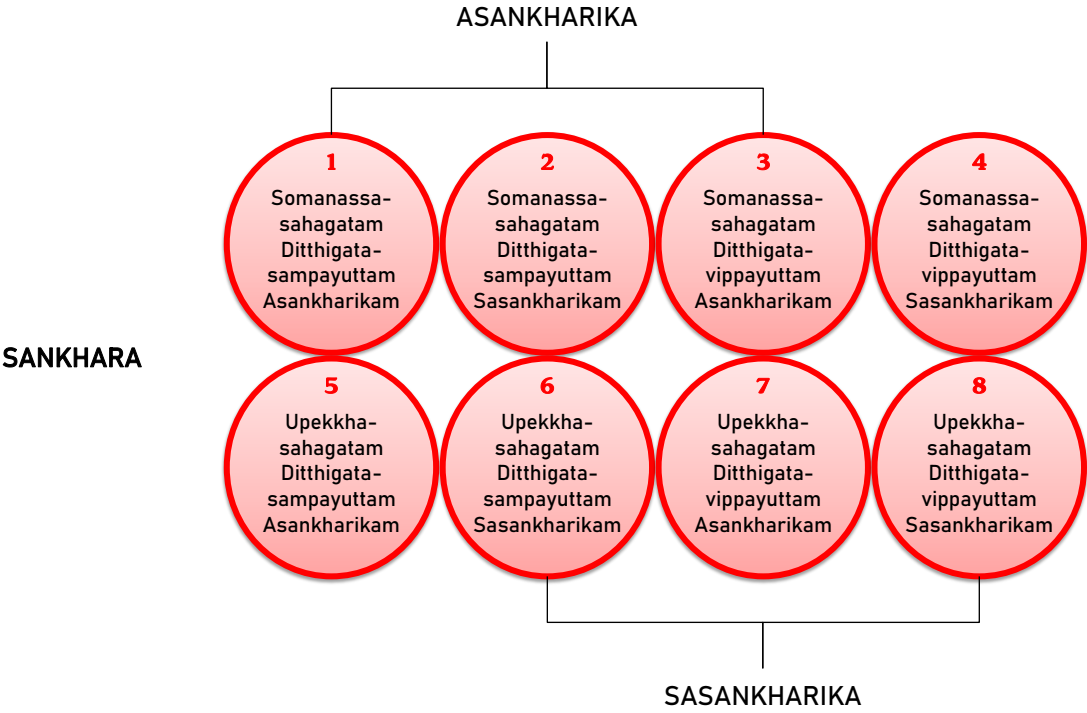 ASANKHARIKA
1
Somanassa-
sahagatam
Ditthigata-
sampayuttam
Asankharikam
2
Somanassa-
sahagatam
Ditthigata-
sampayuttam
Sasankharikam
3
Somanassa-
sahagatam
Ditthigata-
vippayuttam
Asankharikam
4
Somanassa-
sahagatam
Ditthigata-
vippayuttam
Sasankharikam
SANKHARA
5
Upekkha-
sahagatam
Ditthigata-
sampayuttam
Asankharikam
6
Upekkha-
sahagatam
Ditthigata-
sampayuttam
Sasankharikam
7
Upekkha-
sahagatam
Ditthigata-
vippayuttam
Asankharikam
8
Upekkha-
sahagatam
Ditthigata-
vippayuttam
Sasankharikam
SASANKHARIKA